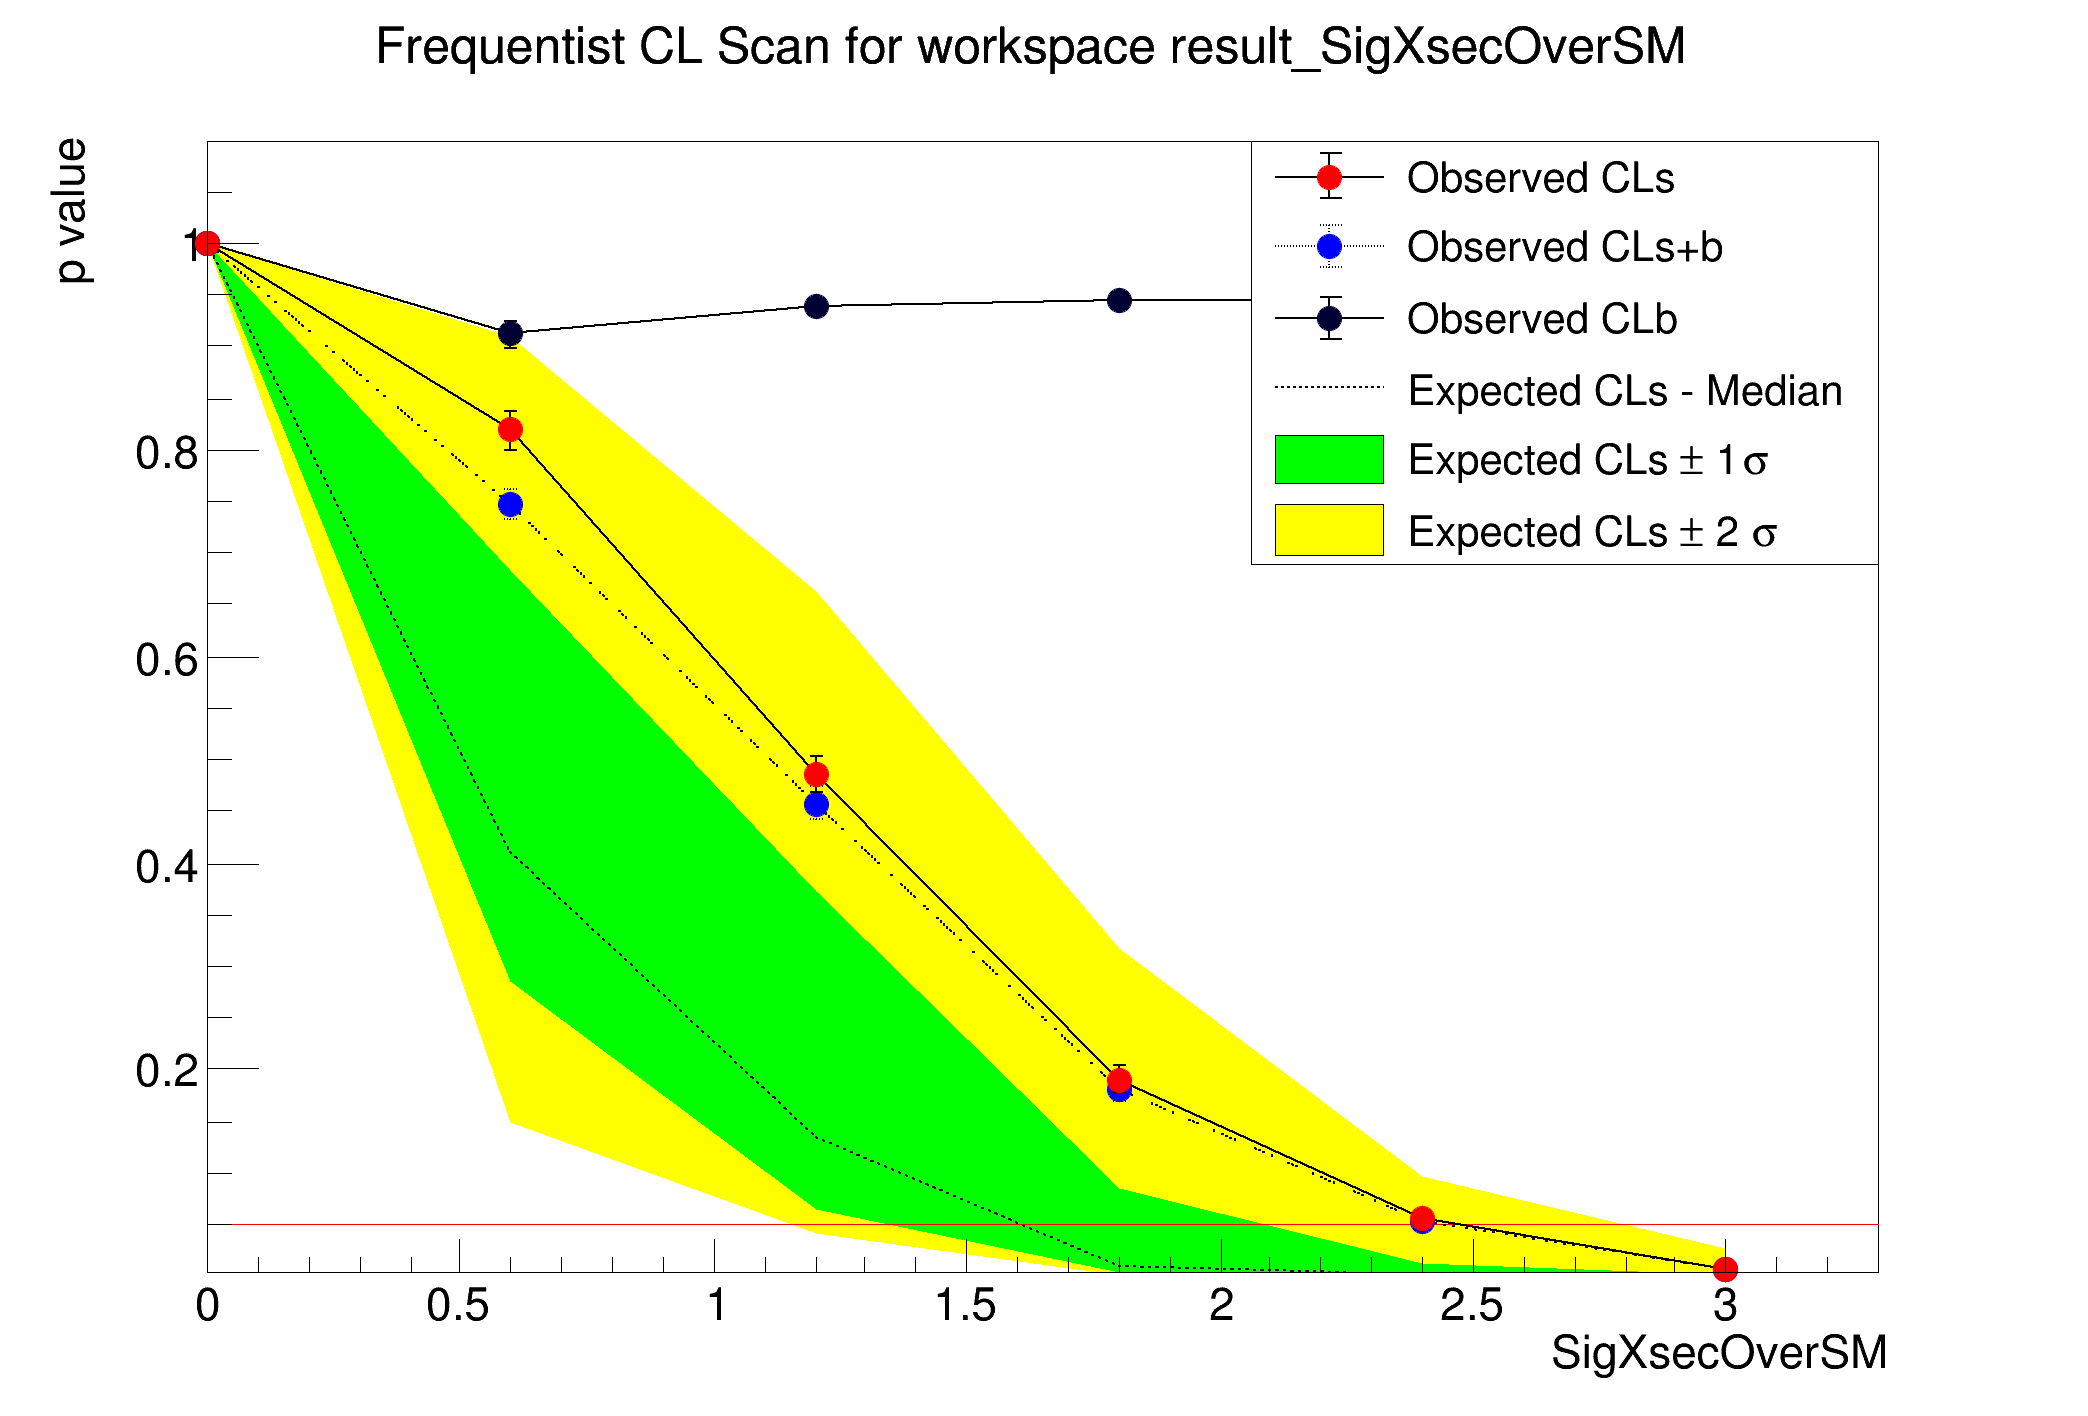 Frequentist CL Scan for workspace result_SigXsecOverSM
p value
Observed CLs
Observed CLs+b
Observed CLb
Expected CLs - Median
Expected CLs ± 1 σ
Expected CLs ± 2 σ
1
0.8
0.6
0.4
0.2
0 0.5 1 1.5 2 2.5 3
SigXsecOverSM